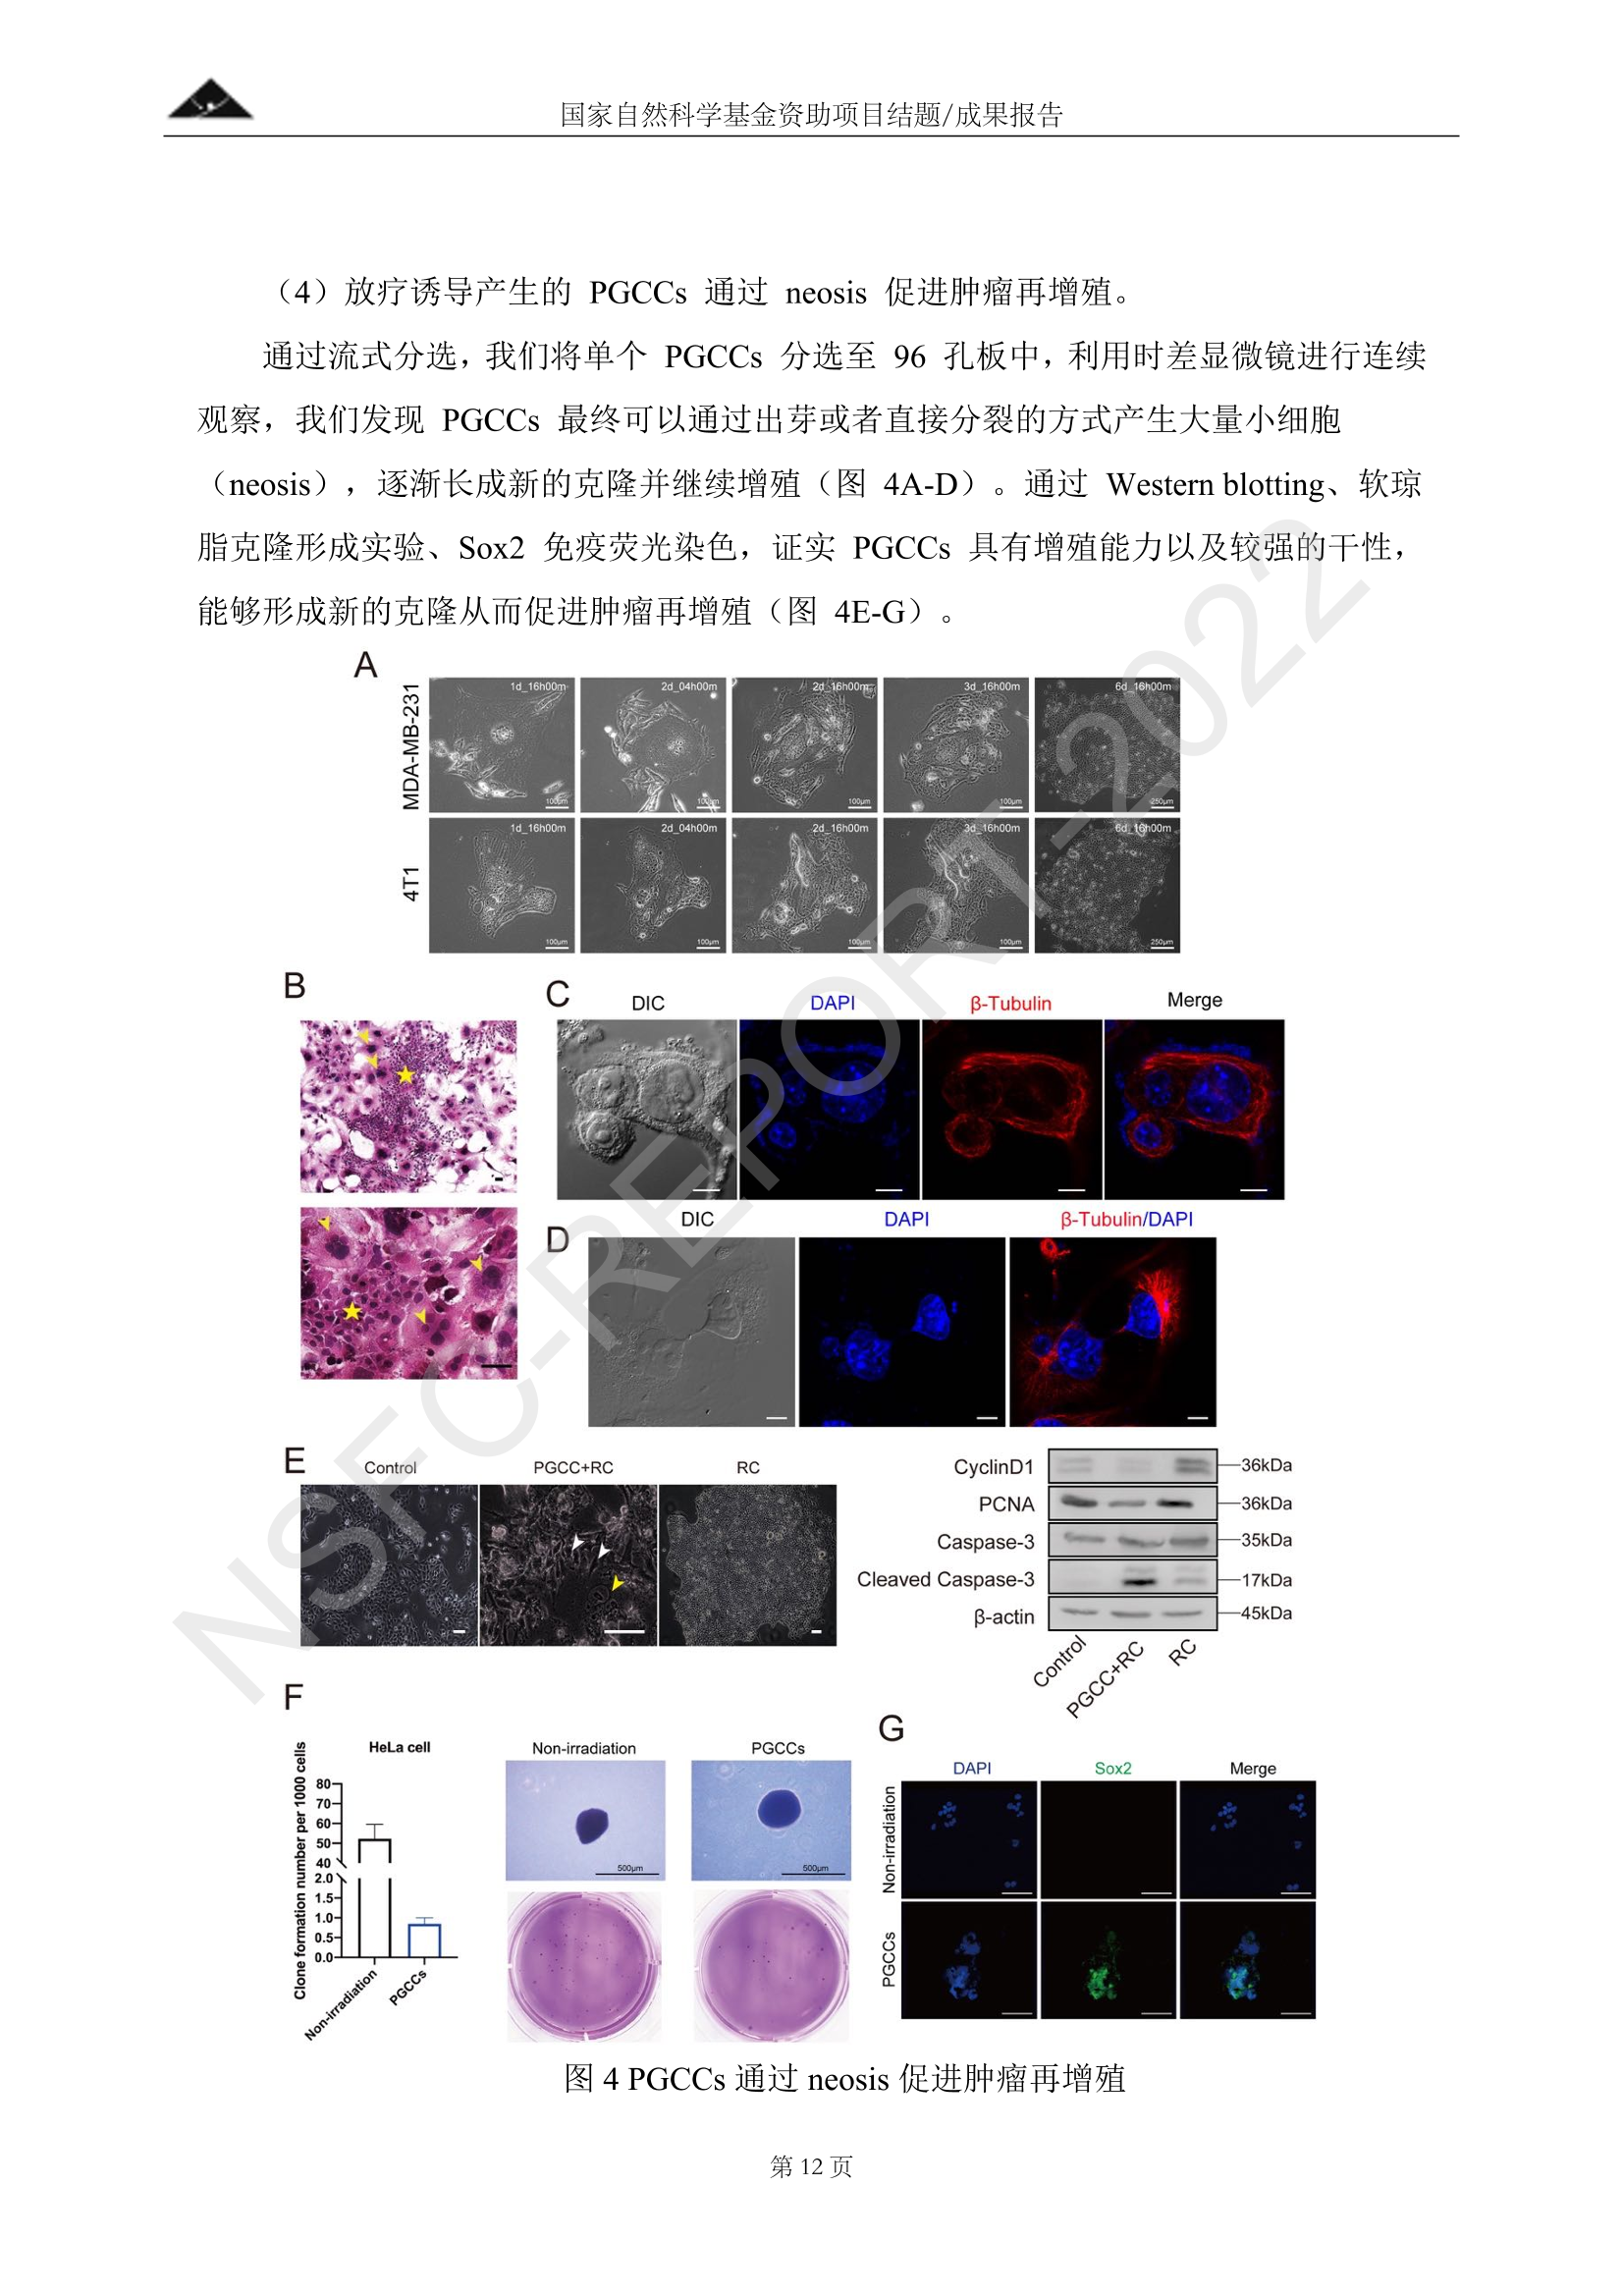 国家自然科学基金资助项目结题/成果报告
（4）放疗诱导产生的 PGCCs 通过 neosis 促进肿瘤再增殖。
通过流式分选，我们将单个 PGCCs 分选至 96 孔板中，利用时差显微镜进行连续
观察，我们发现 PGCCs 最终可以通过出芽或者直接分裂的方式产生大量小细胞
（neosis），逐渐长成新的克隆并继续增殖（图 4A-D）。通过 Western blotting、软琼
脂克隆形成实验、Sox2 免疫荧光染色，证实 PGCCs 具有增殖能力以及较强的干性，
能够形成新的克隆从而促进肿瘤再增殖（图 4E-G）。
A
MDA-MB-231
1d_16h00m 2d_04h00m 2d_16h00m 3d_16h00m 6d_16h00m
100μm 100μm 100μm 100μm 250μm
4T1
1d_16h00m 2d_04h00m 2d_16h00m 3d_16h00m 6d_16h00m
100μm 100μm 100μm 100μm 250μm
B
C
DIC DAPI β-Tubulin Merge
D
DIC DAPI β-Tubulin/DAPI
E
Control PGCC+RC RC
CyclinD1 36kDa
PCNA 36kDa
Caspase-3 35kDa
Cleaved Caspase-3 17kDa
β-actin 45kDa
Control PGCC+RC RC
F
HeLa cell
Clone formation number per 1000 cells
80
70
60
50
40
2.0
1.5
1.0
0.5
0.0
Non-irradiation PGCCs
Non-irradiation PGCCs
500μm 500μm
G
DAPI Sox2 Merge
Non-irradiation
PGCCs
图 4 PGCCs 通过 neosis 促进肿瘤再增殖
第 12 页
NSFC-REPORT-2022